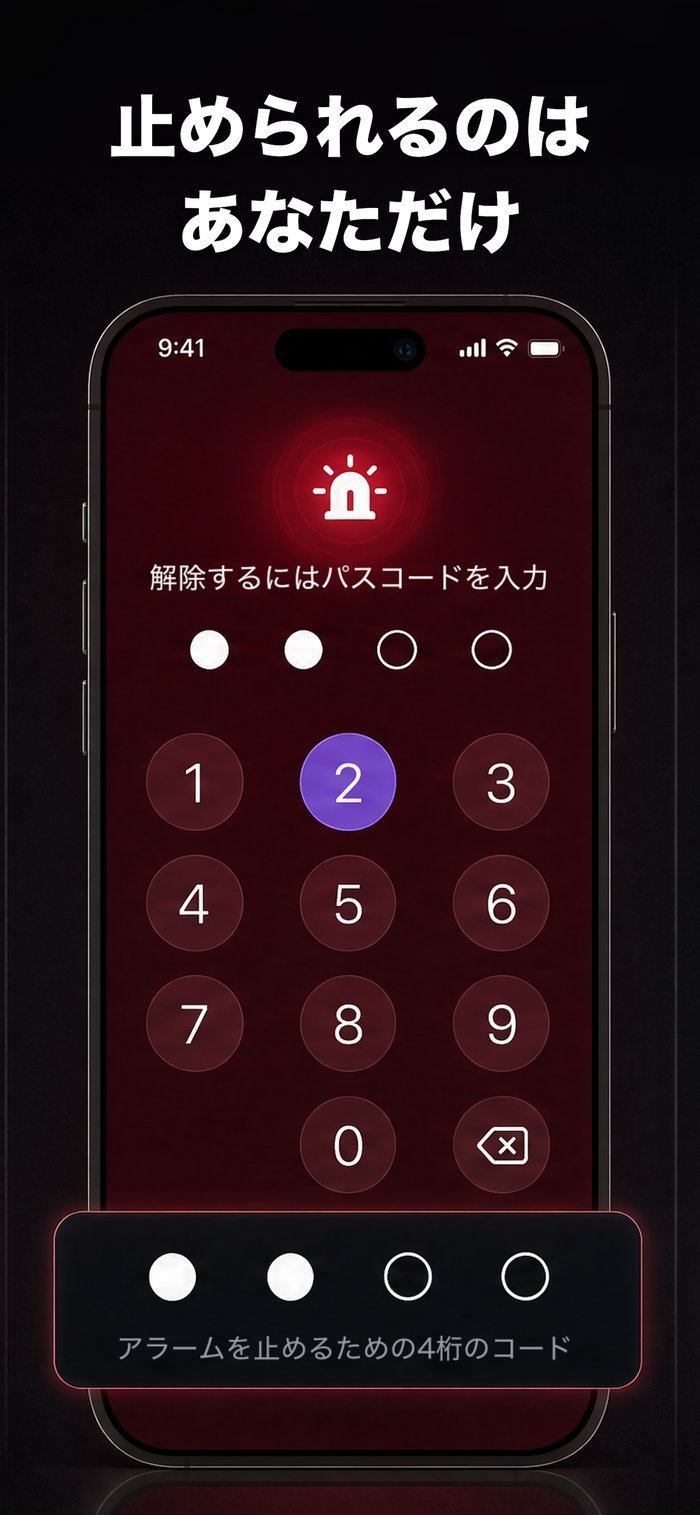 止められるのは
あなただけ
9:41
解除するにはパスコードを入力
1 2 3
4 5 6
7 8 9
0
アラームを止めるための4桁のコード